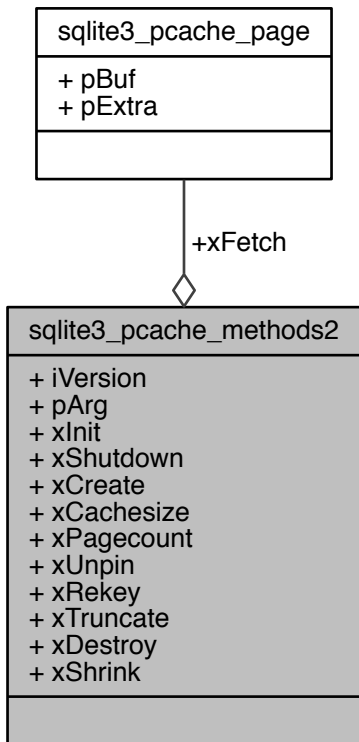 sqlite3_pcache_page
+ pBuf
+ pExtra
+xFetch
sqlite3_pcache_methods2
+ iVersion
+ pArg
+ xInit
+ xShutdown
+ xCreate
+ xCachesize
+ xPagecount
+ xUnpin
+ xRekey
+ xTruncate
+ xDestroy
+ xShrink